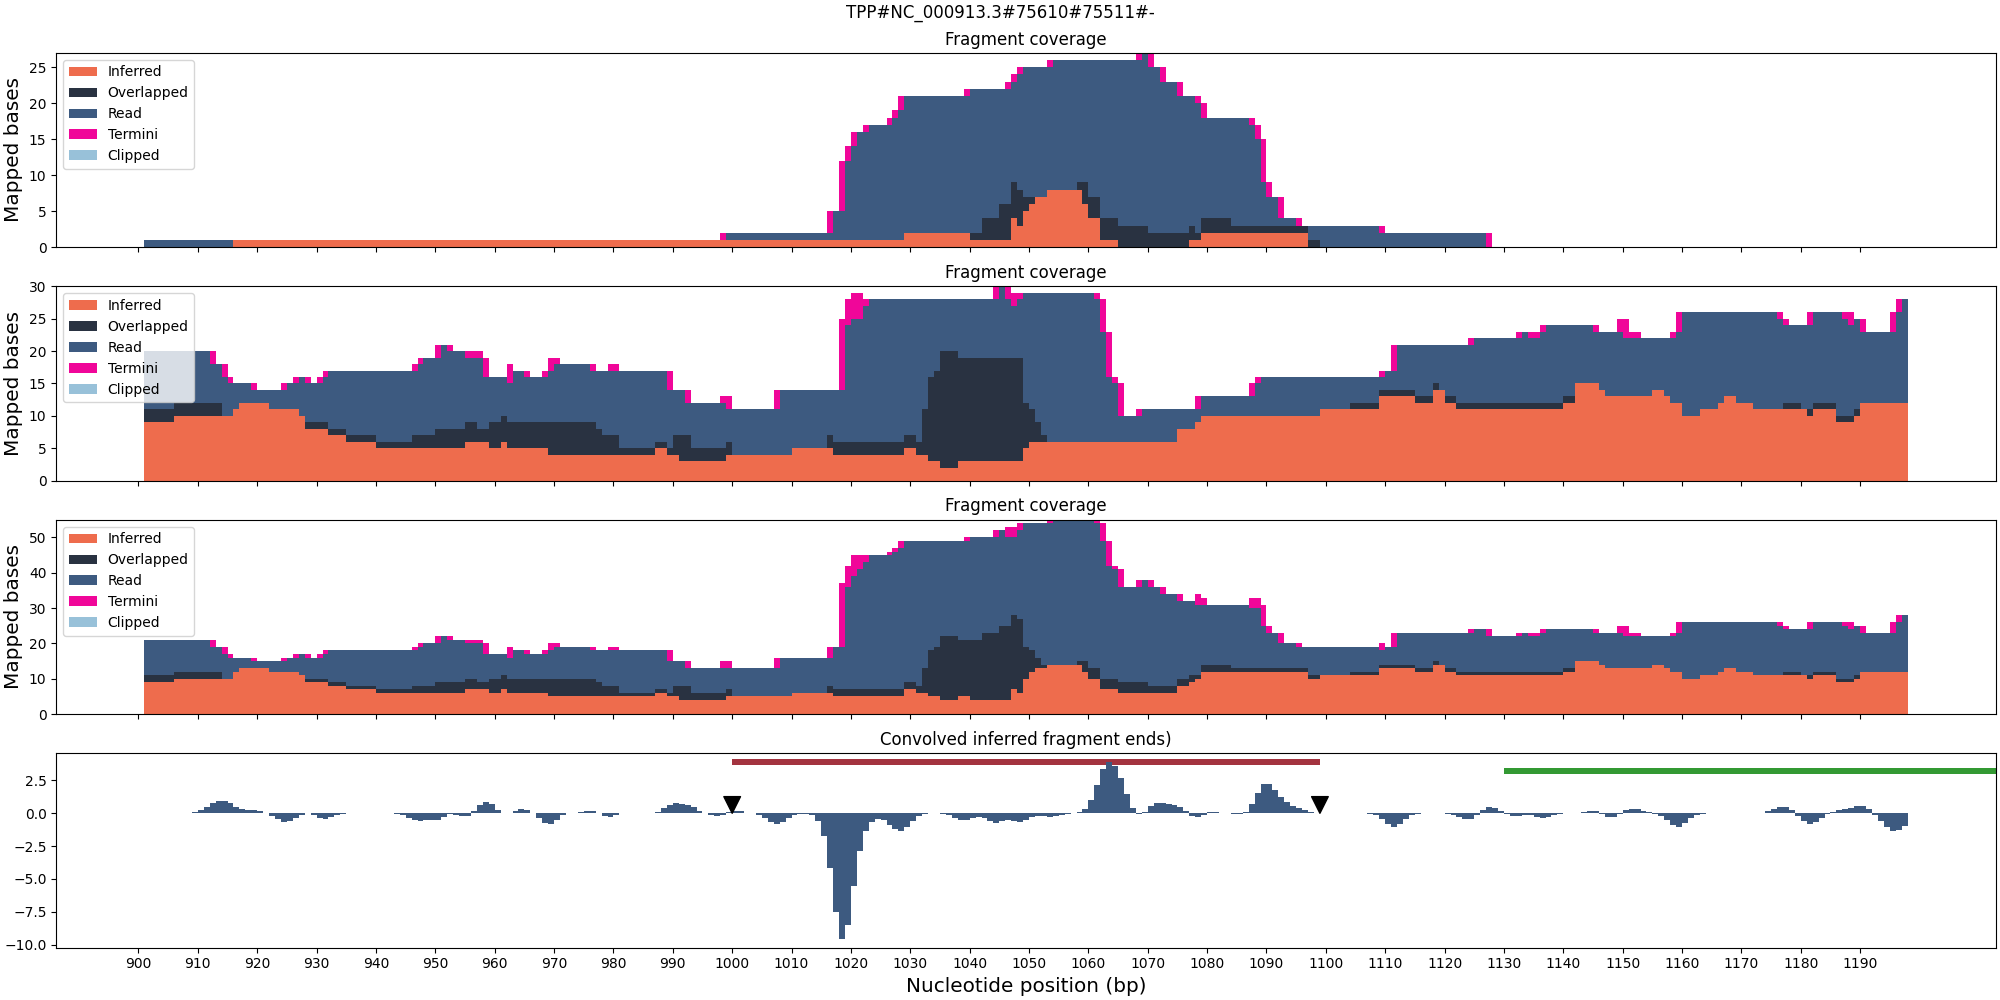 TPP#NC_000913.3#75610#75511#-
Fragment coverage
Mapped bases
25
20
15
10
5
0
Inferred
Overlapped
Read
Termini
Clipped
Fragment coverage
Mapped bases
30
25
20
15
10
5
0
Inferred
Overlapped
Read
Termini
Clipped
Fragment coverage
Mapped bases
50
40
30
20
10
0
Inferred
Overlapped
Read
Termini
Clipped
Convolved inferred fragment ends)
2.5
0.0
−2.5
−5.0
−7.5
−10.0
900 910 920 930 940 950 960 970 980 990 1000 1010 1020 1030 1040 1050 1060 1070 1080 1090 1100 1110 1120 1130 1140 1150 1160 1170 1180 1190
Nucleotide position (bp)